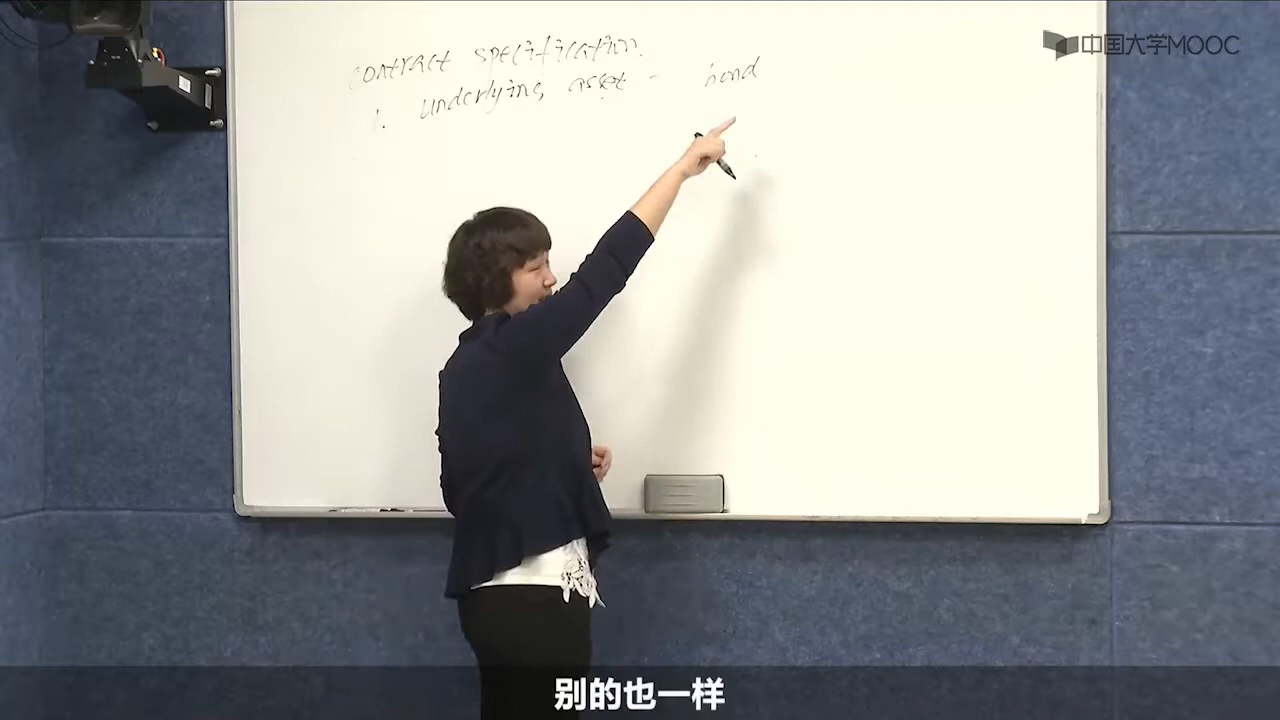 contract specification.
1. underlying asset - bond
中国大学MOOC
别的也一样